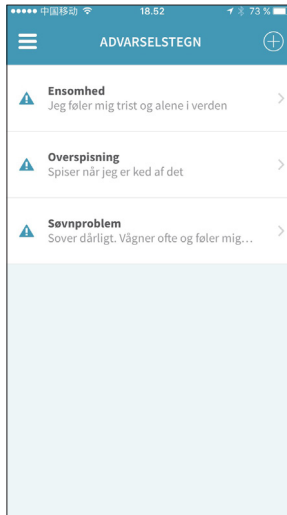 中国移动 18.52 73 %
ADVARSELSTEGN
Ensomhed
Jeg føler mig trist og alene i verden
Overspisning
Spiser når jeg er ked af det
Søvnproblem
Sover dårligt. Vågner ofte og føler mig...